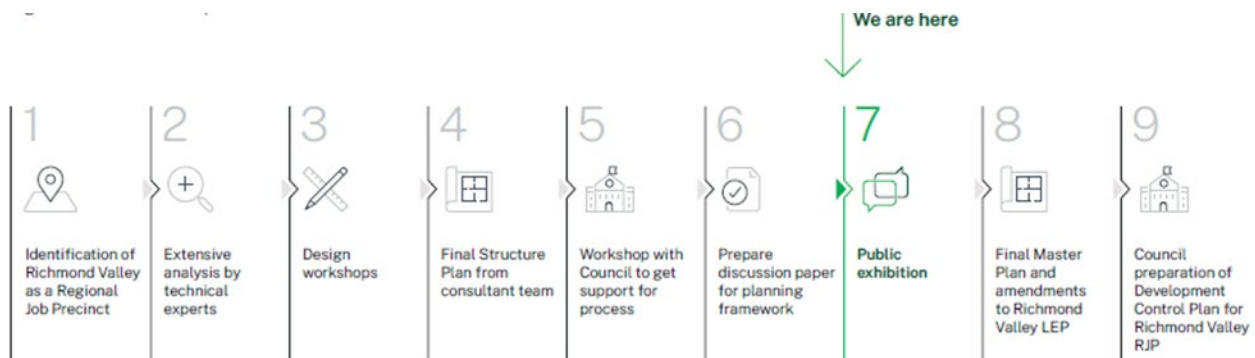 We are here
1
Identification of
Richmond Valley
as a Regional
Job Precinct
2
Extensive
analysis by
technical
experts
3
Design
workshops
4
Final Structure
Plan from
consultant team
5
Workshop with
Council to get
support for
process
6
Prepare
discussion paper
for planning
framework
7
Public
exhibition
8
Final Master
Plan and
amendments
to Richmond
Valley LEP
9
Council
preparation of
Development
Control Plan for
Richmond Valley
RJP